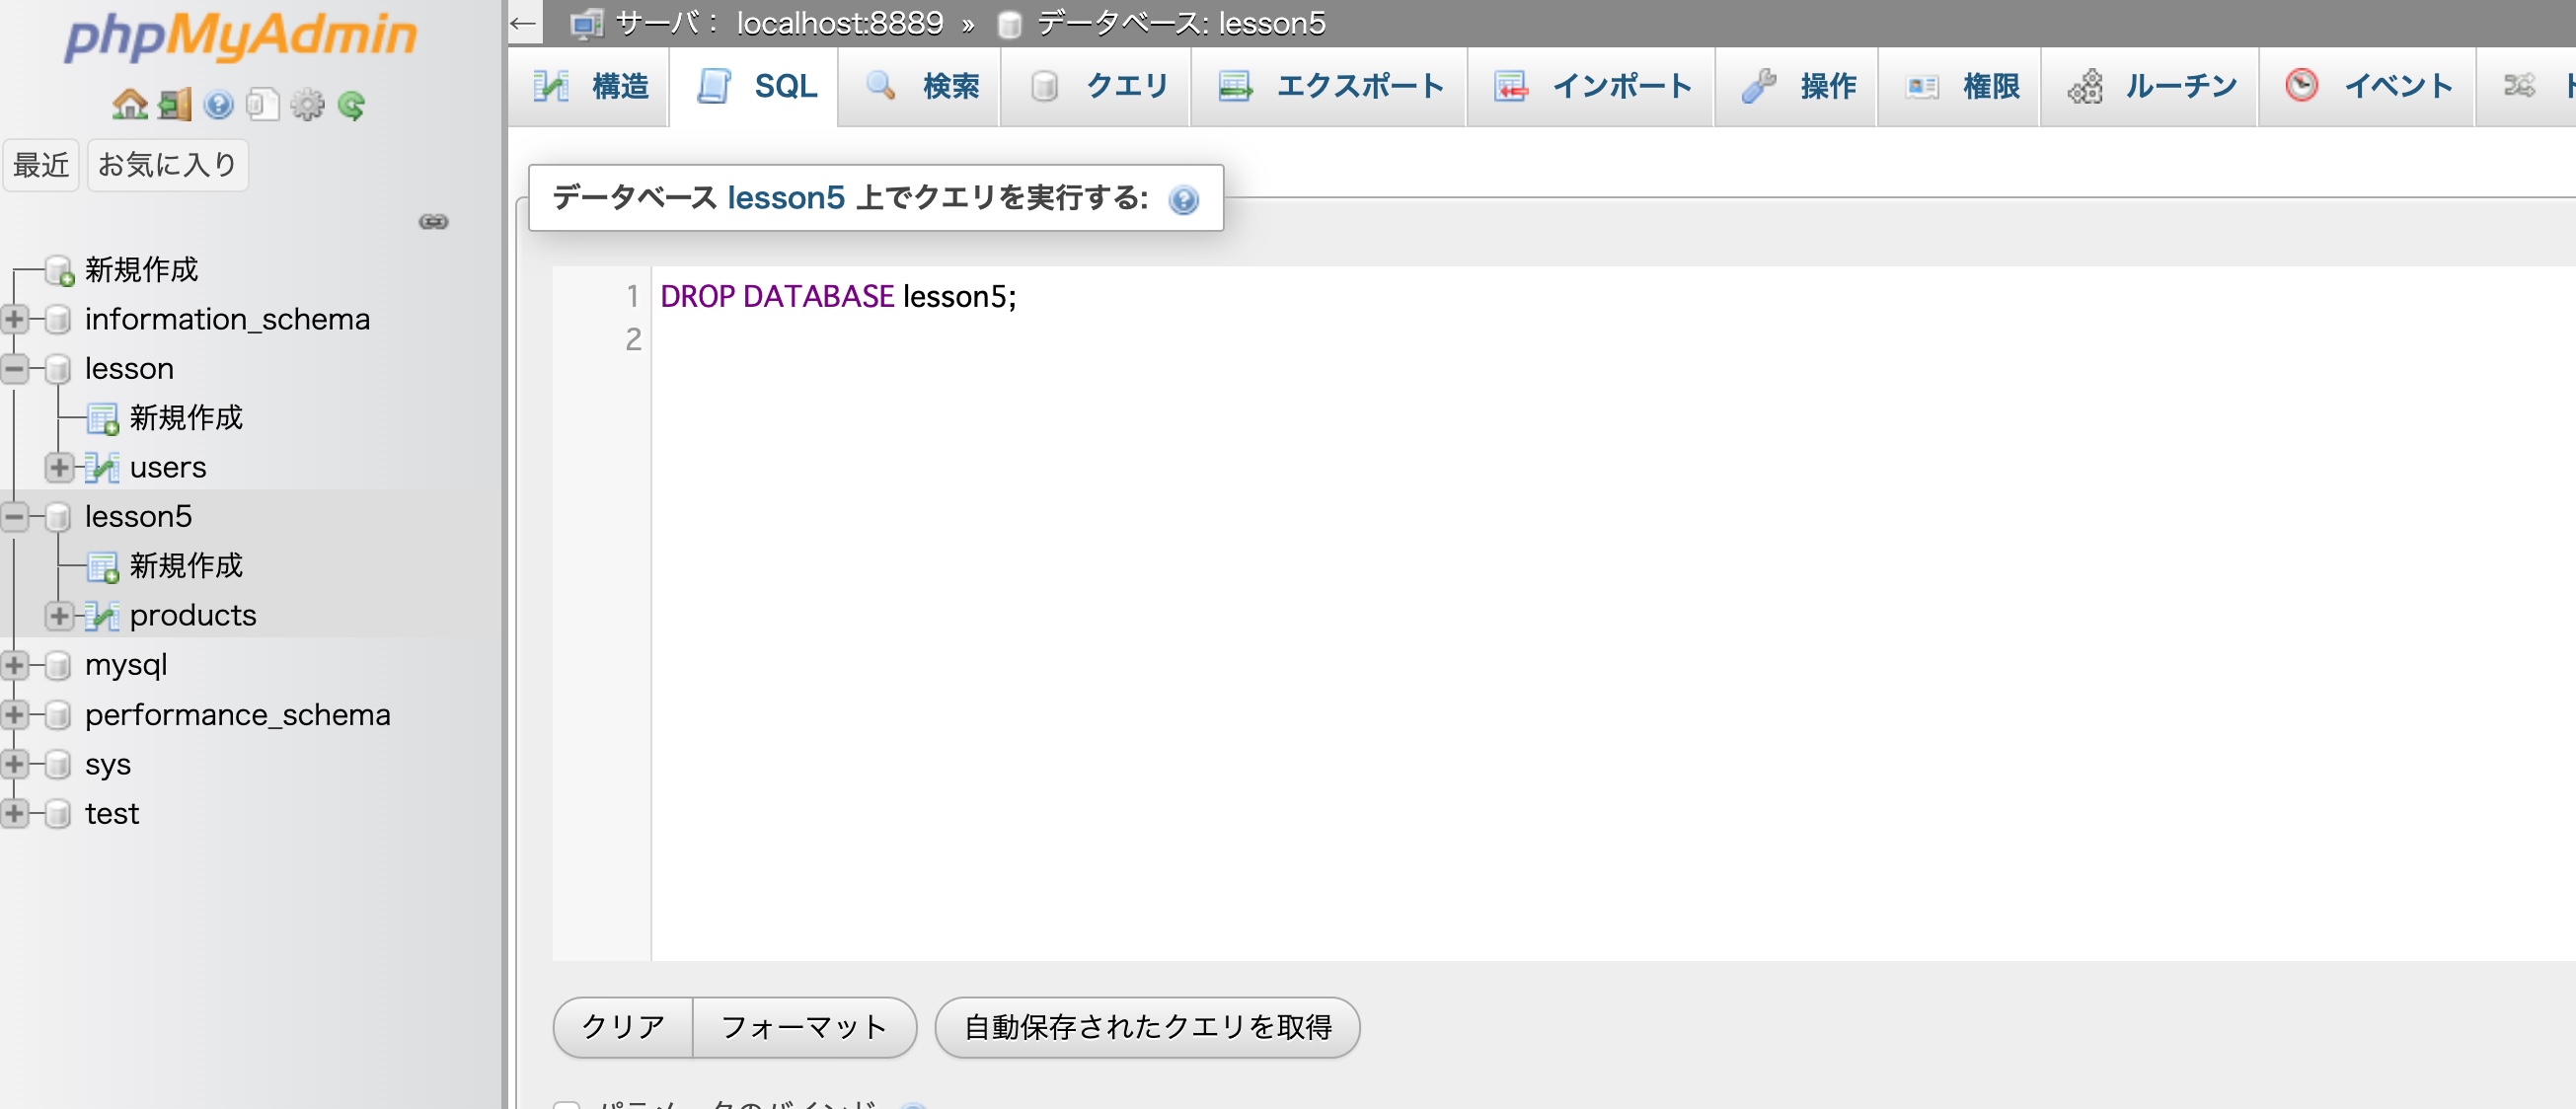 phpMyAdmin
最近 お気に入り
新規作成
information_schema
lesson
新規作成
users
lesson5
新規作成
products
mysql
performance_schema
sys
test
← サーバ： localhost:8889 » データベース: lesson5
構造 SQL 検索 クエリ エクスポート インポート 操作 権限 ルーチン イベント
データベース lesson5 上でクエリを実行する:
1 DROP DATABASE lesson5;
2
クリア フォーマット 自動保存されたクエリを取得